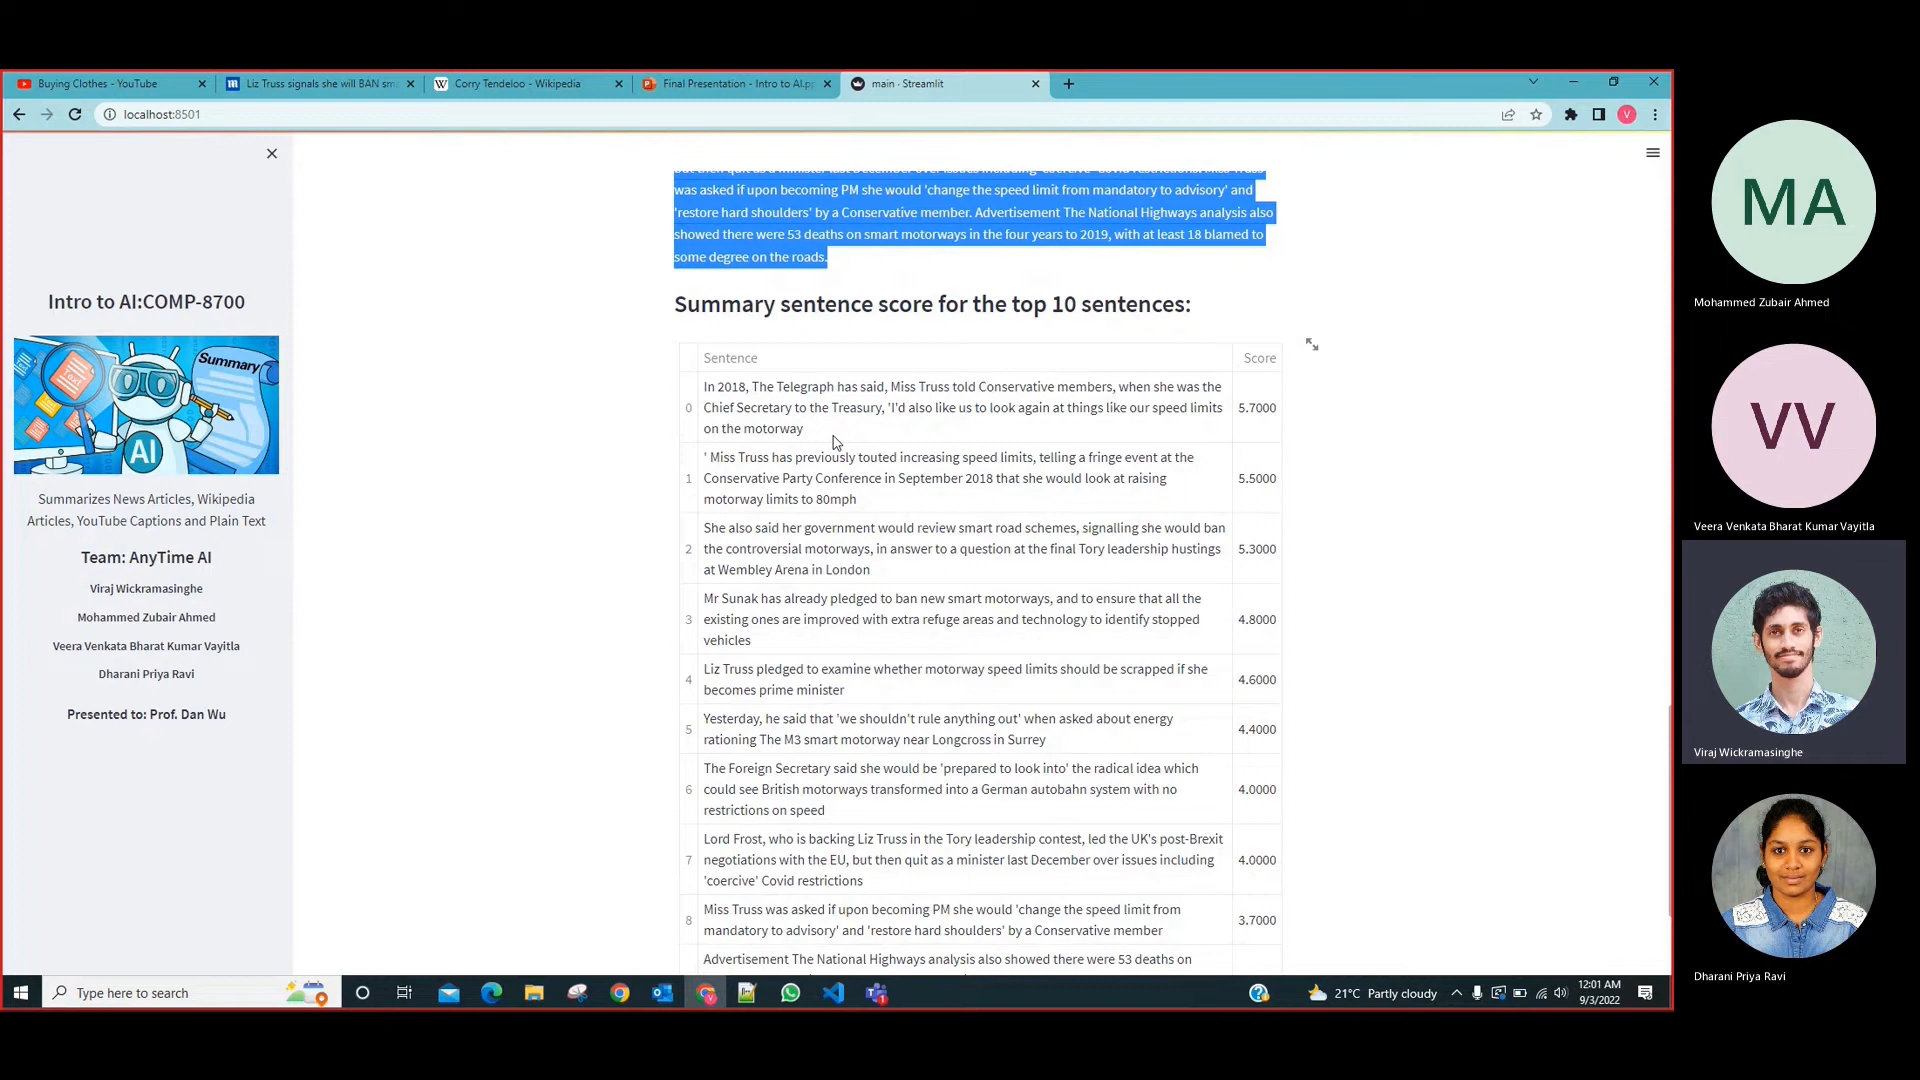 Buying Clothes - YouTube
Liz Truss signals she will BAN sma
Corry Tendeloo - Wikipedia
Final Presentation - Intro to AI.pp
main · Streamlit
localhost:8501
V
Intro to AI:COMP-8700
Text
Summary
AI
Summarizes News Articles, Wikipedia
Articles, YouTube Captions and Plain Text
Team: AnyTime AI
Viraj Wickramasinghe
Mohammed Zubair Ahmed
Veera Venkata Bharat Kumar Vayitla
Dharani Priya Ravi
Presented to: Prof. Dan Wu
but then quit as a minister last December over issues including 'coercive' Covid restrictions. Miss Truss
was asked if upon becoming PM she would 'change the speed limit from mandatory to advisory' and
'restore hard shoulders' by a Conservative member. Advertisement The National Highways analysis also
showed there were 53 deaths on smart motorways in the four years to 2019, with at least 18 blamed to
some degree on the roads.
Summary sentence score for the top 10 sentences:
Sentence Score
0 In 2018, The Telegraph has said, Miss Truss told Conservative members, when she was the
Chief Secretary to the Treasury, 'I'd also like us to look again at things like our speed limits
on the motorway 5.7000
1 ' Miss Truss has previously touted increasing speed limits, telling a fringe event at the
Conservative Party Conference in September 2018 that she would look at raising
motorway limits to 80mph 5.5000
2 She also said her government would review smart road schemes, signalling she would ban
the controversial motorways, in answer to a question at the final Tory leadership hustings
at Wembley Arena in London 5.3000
3 Mr Sunak has already pledged to ban new smart motorways, and to ensure that all the
existing ones are improved with extra refuge areas and technology to identify stopped
vehicles 4.8000
4 Liz Truss pledged to examine whether motorway speed limits should be scrapped if she
becomes prime minister 4.6000
5 Yesterday, he said that 'we shouldn't rule anything out' when asked about energy
rationing The M3 smart motorway near Longcross in Surrey 4.4000
6 The Foreign Secretary said she would be 'prepared to look into' the radical idea which
could see British motorways transformed into a German autobahn system with no
restrictions on speed 4.0000
7 Lord Frost, who is backing Liz Truss in the Tory leadership contest, led the UK's post-Brexit
negotiations with the EU, but then quit as a minister last December over issues including
'coercive' Covid restrictions 4.0000
8 Miss Truss was asked if upon becoming PM she would 'change the speed limit from
mandatory to advisory' and 'restore hard shoulders' by a Conservative member 3.7000
Advertisement The National Highways analysis also showed there were 53 deaths on
Type here to search
21°C Partly cloudy
12:01 AM
9/3/2022
MA
Mohammed Zubair Ahmed
VV
Veera Venkata Bharat Kumar Vayitla
Viraj Wickramasinghe
Dharani Priya Ravi